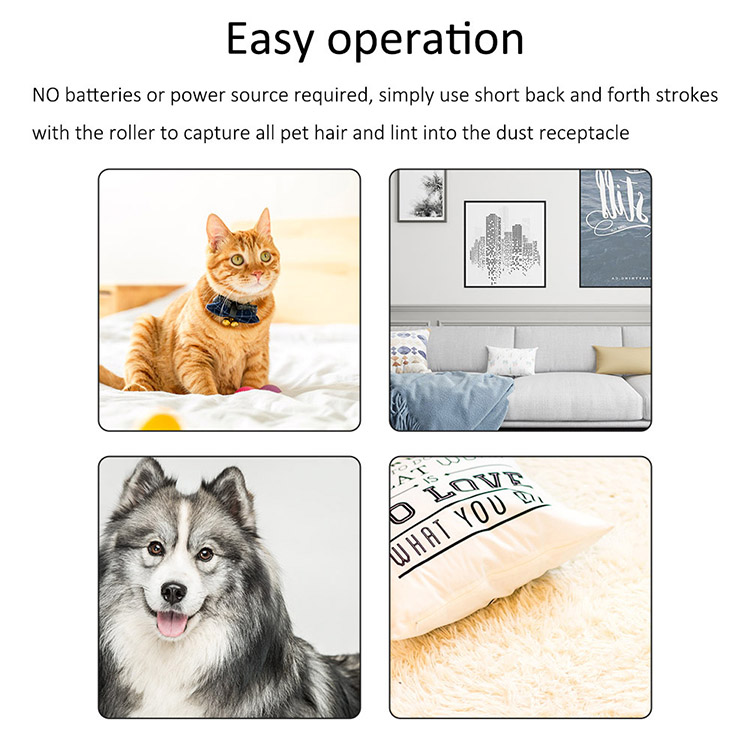 Easy operation
NO batteries or power source required, simply use short back and forth strokes
with the roller to capture all pet hair and lint into the dust receptacle
still
O LOVE
WHAT YOU